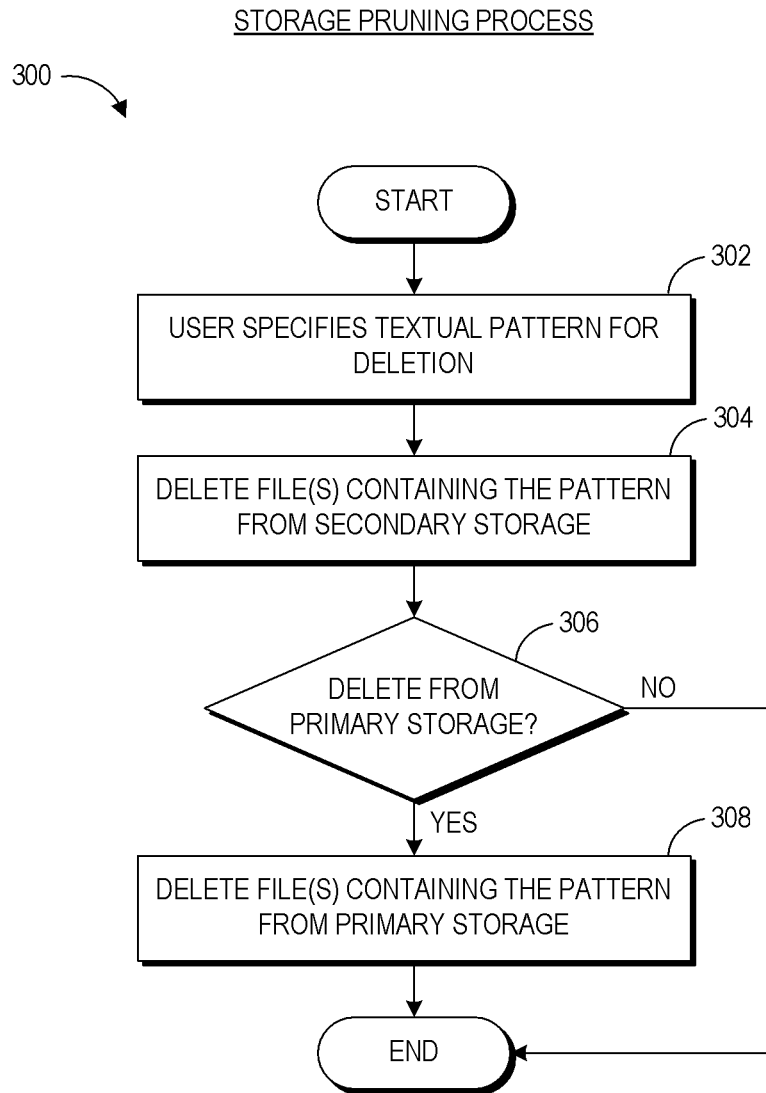 STORAGE PRUNING PROCESS
300
START
302
USER SPECIFIES TEXTUAL PATTERN FOR
DELETION
304
DELETE FILE(S) CONTAINING THE PATTERN
FROM SECONDARY STORAGE
306
DELETE FROM
PRIMARY STORAGE?
NO
YES
308
DELETE FILE(S) CONTAINING THE PATTERN
FROM PRIMARY STORAGE
END